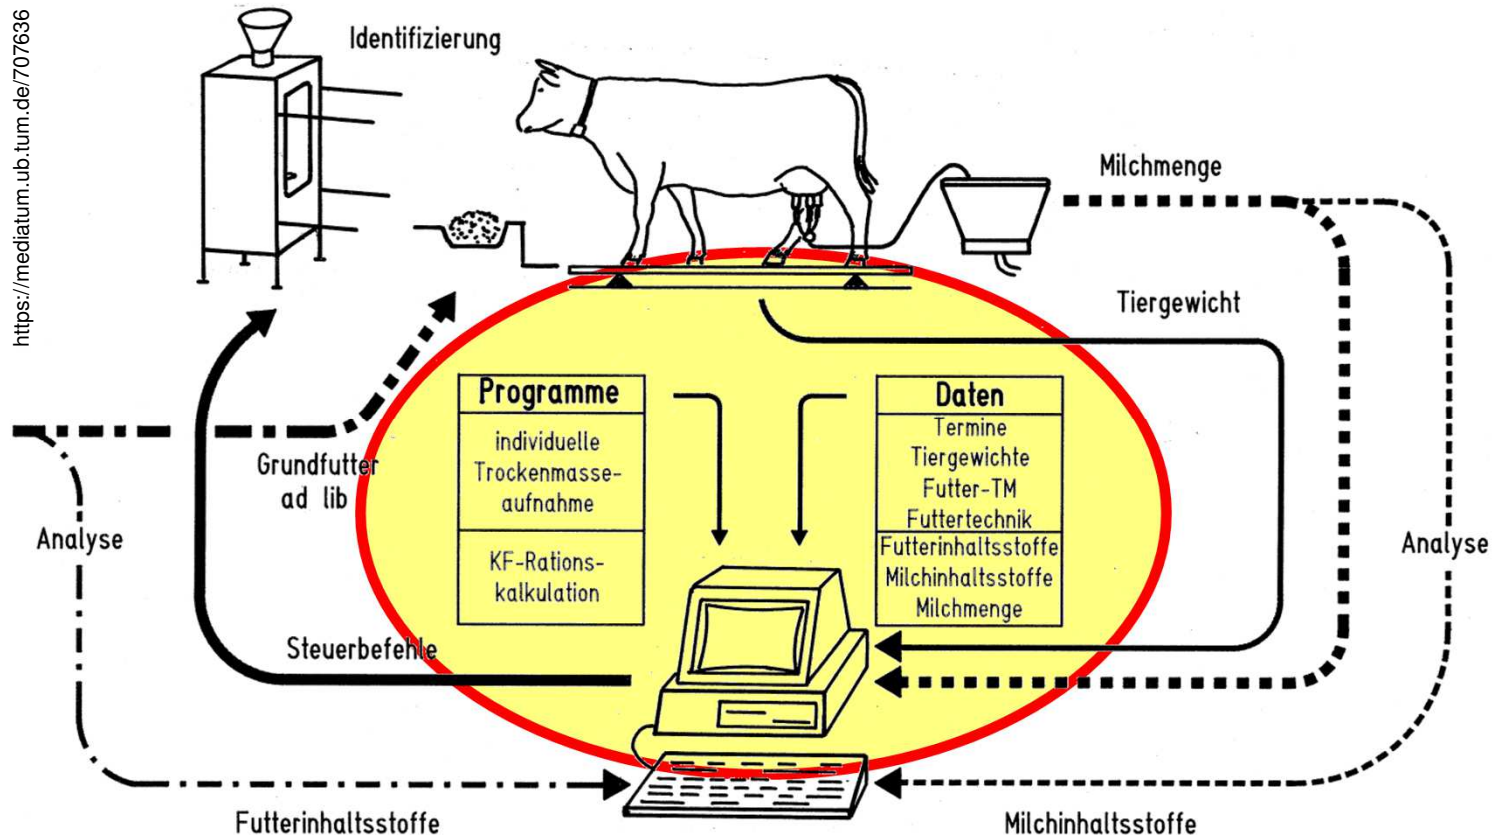 https://mediatum.ub.tum.de/707636
Identifizierung
Milchmenge
Tiergewicht
Programme
individuelle
Trockenmasse-
aufnahme
KF-Rations-
kalkulation
Daten
Termine
Tiergewichte
Futter-TM
Futtertechnik
Futterinhaltsstoffe
Milchinhaltsstoffe
Milchmenge
Grundfutter
ad lib
Analyse
Analyse
Steuerbefehle
Futterinhaltsstoffe
Milchinhaltsstoffe